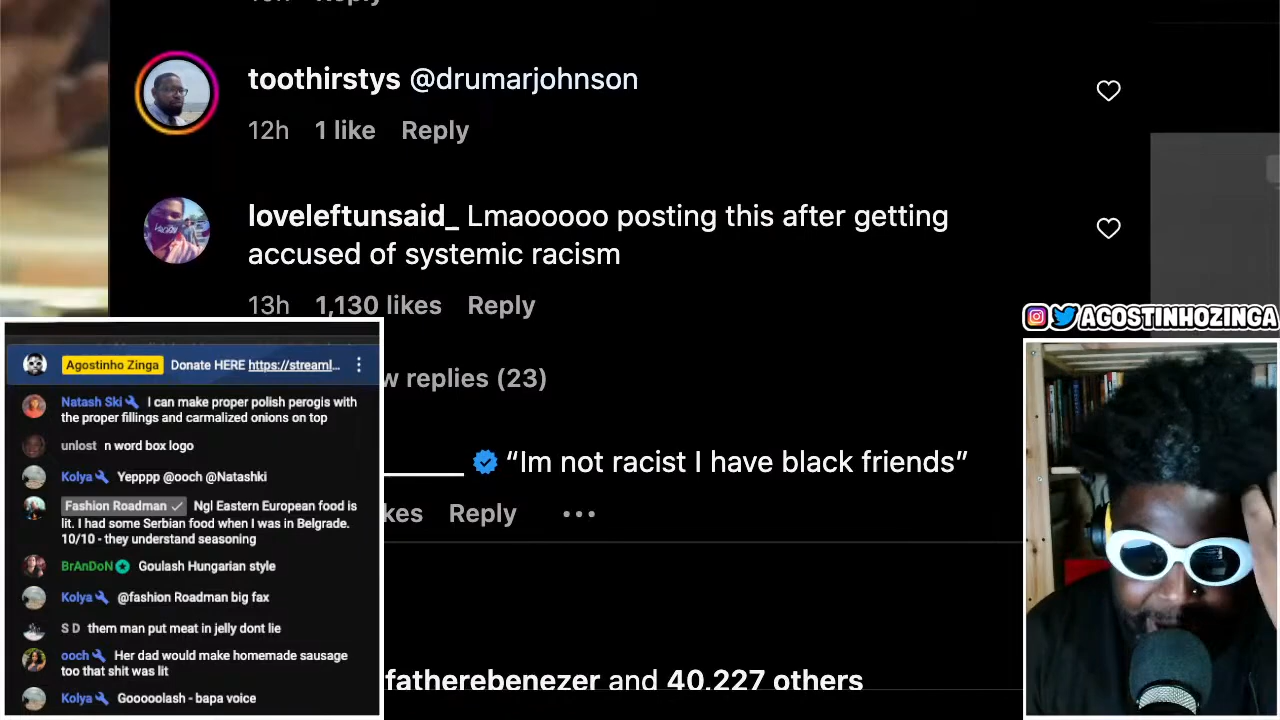 toothirstys @drumarjohnson
12h 1 like Reply
loveleftunsaid_ Lmaooooo posting this after getting
accused of systemic racism
13h 1,130 likes Reply
w replies (23)
“Im not racist I have black friends”
kes Reply •••
fatherebenezer and 40,227 others
AGOSTINHOZINGA
Agostinho Zinga Donate HERE https://streaml...
Natash Ski I can make proper polish perogis with
the proper fillings and carmalized onions on top
unlost n word box logo
Kolya Yepppp @ooch @Natashki
Fashion Roadman Ngl Eastern European food is
lit. I had some Serbian food when I was in Belgrade.
10/10 - they understand seasoning
BrAnDoN Goulash Hungarian style
Kolya @fashion Roadman big fax
S D them man put meat in jelly dont lie
ooch Her dad would make homemade sausage
too that shit was lit
Kolya Gooooolash - bapa voice